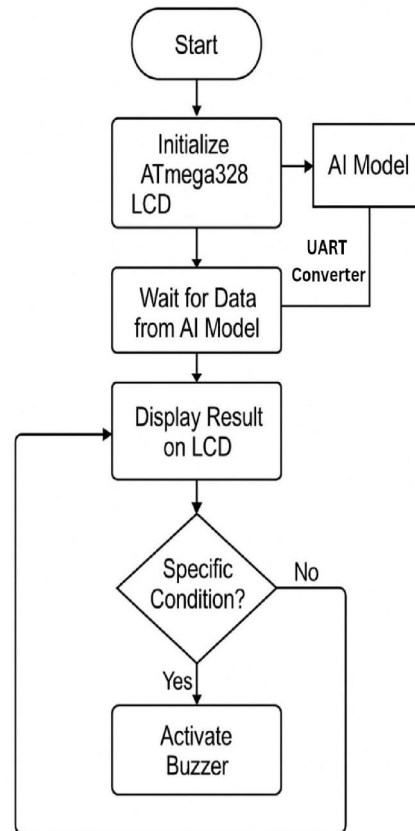 Start
Initialize
ATmega328
LCD
AI Model
UART
Converter
Wait for Data
from AI Model
Display Result
on LCD
Specific
Condition?
No
Yes
Activate
Buzzer